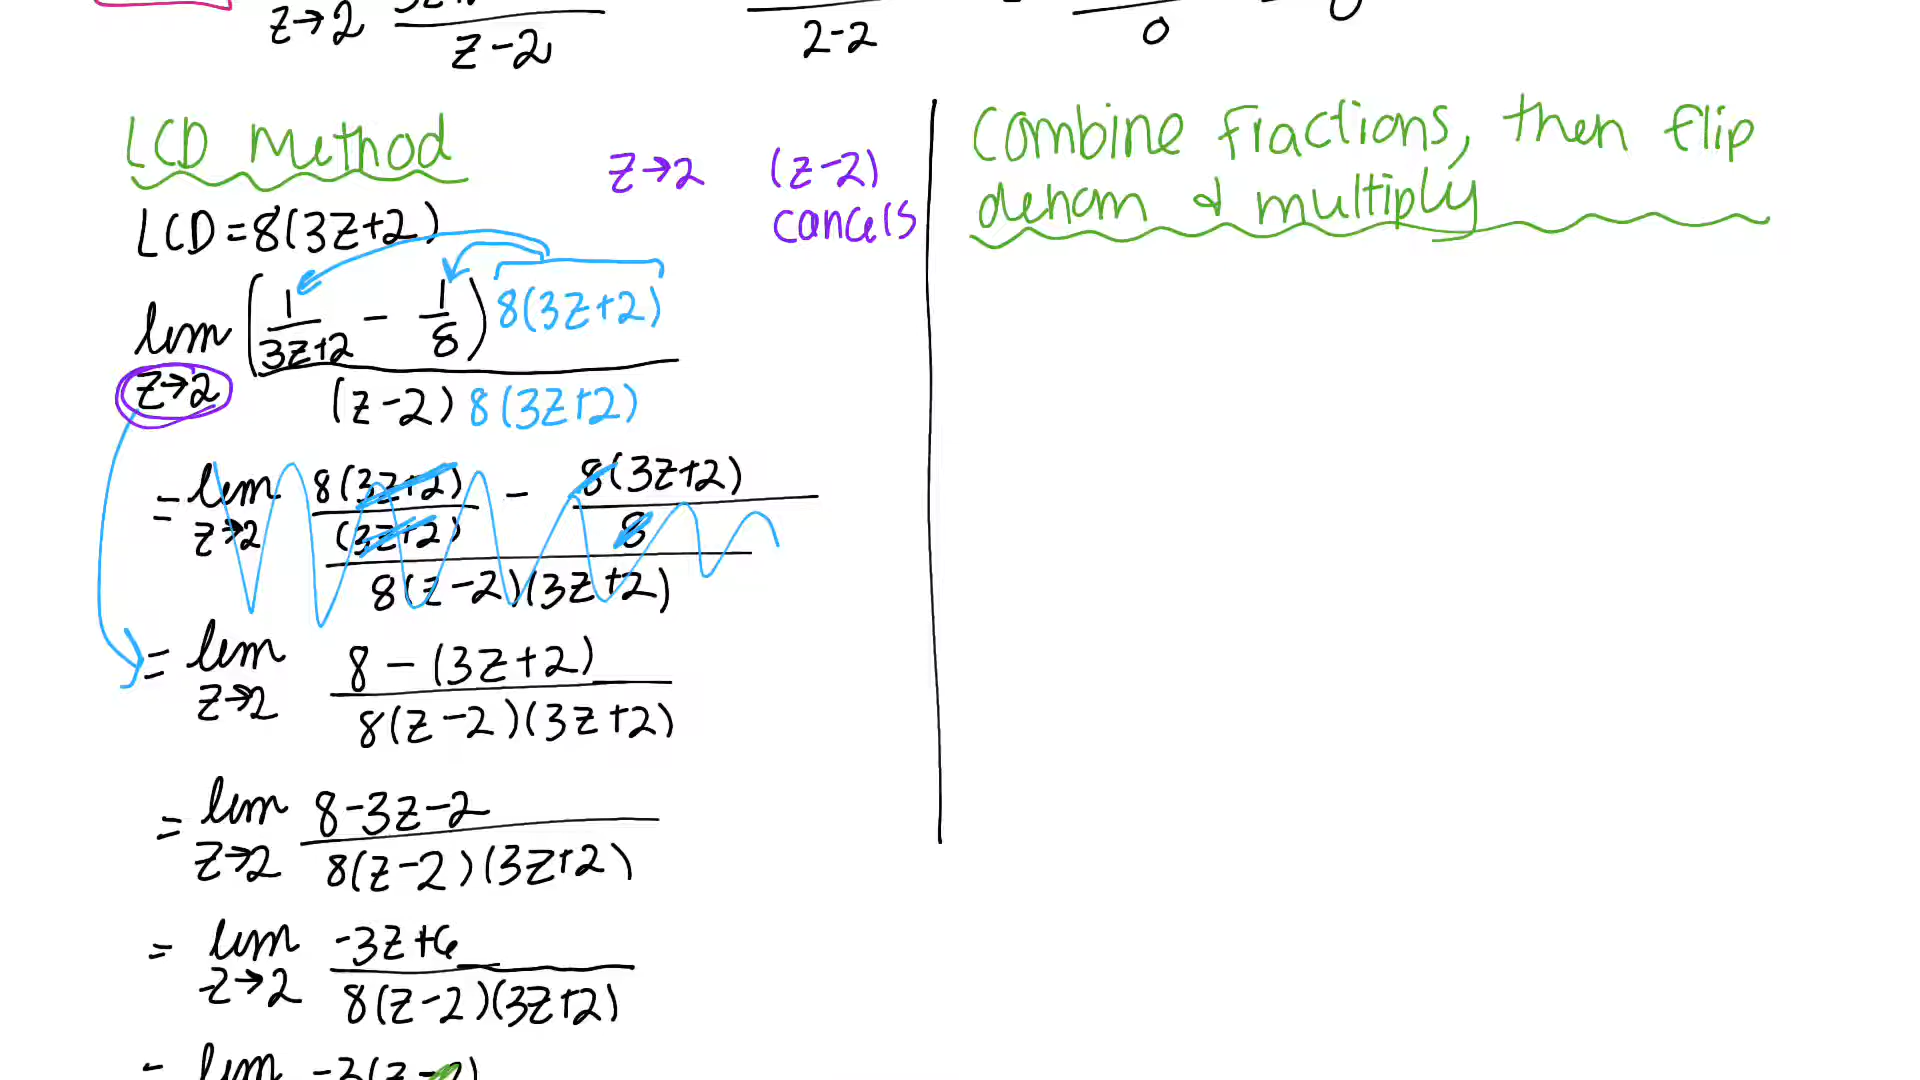 z→2
z-2
2-2
0
LCD Method
z→2 (z-2)
cancels
LCD=8(3z+2)
lim (1/(3z+2) - 1/8) 8(3z+2)
z→2 (z-2) 8(3z+2)
= lim 8(3z+2)/(3z+2) - 8(3z+2)/8
z→2 8(z-2)(3z+2)
= lim 8-(3z+2)
z→2 8(z-2)(3z+2)
= lim 8-3z-2
z→2 8(z-2)(3z+2)
= lim -3z+6
z→2 8(z-2)(3z+2)
= lim -3(z-2)
Combine fractions, then flip
denom & multiply